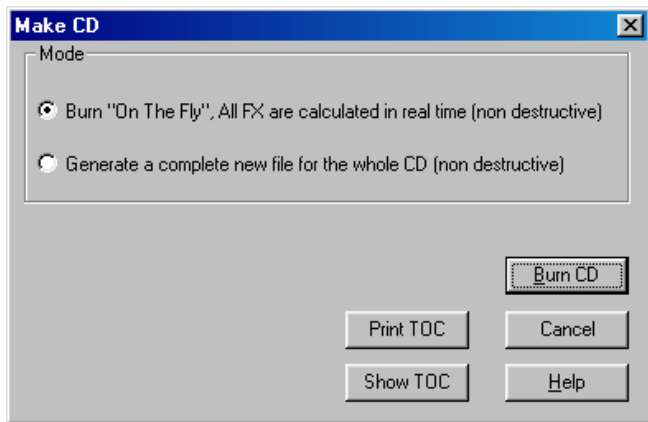 Make CD
Mode
Burn "On The Fly", All FX are calculated in real time (non destructive)
Generate a complete new file for the whole CD (non destructive)
Burn CD
Print TOC
Cancel
Show TOC
Help